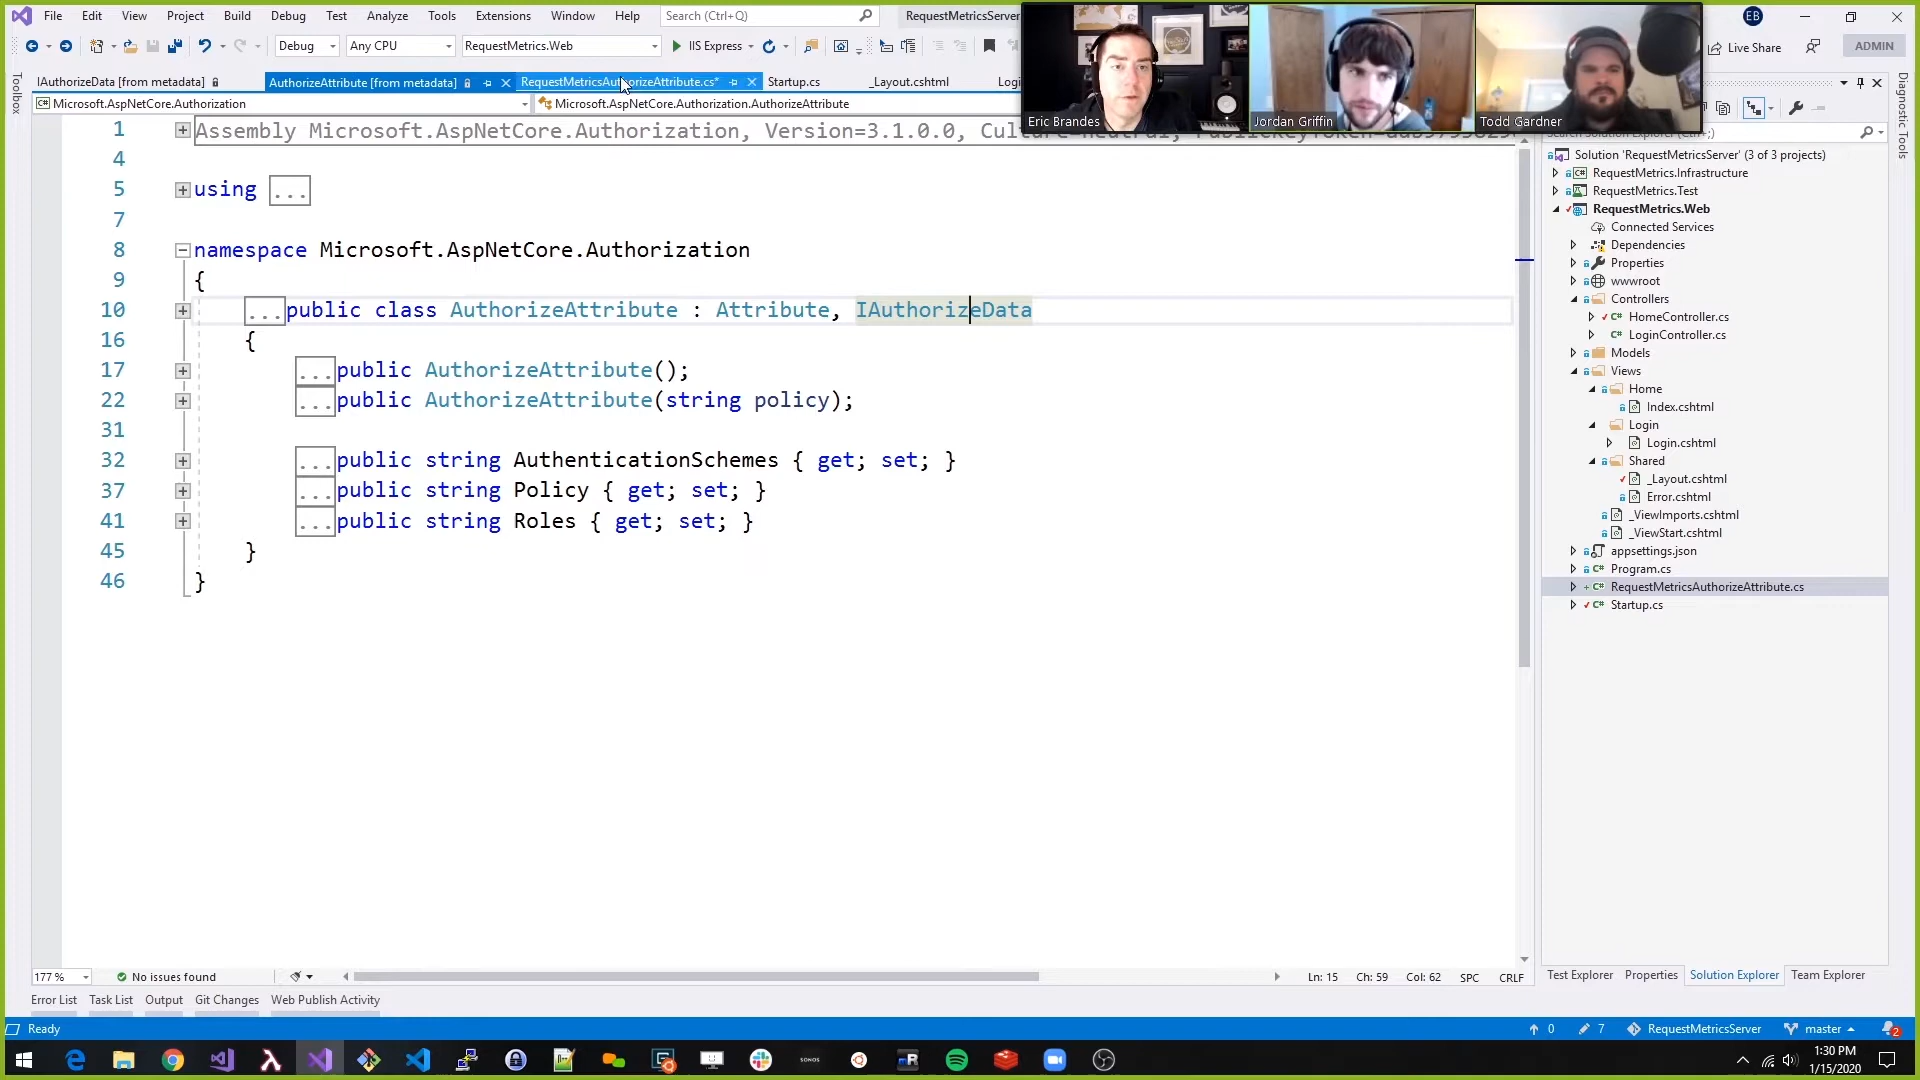 File Edit View Project Build Debug Test Analyze Tools Extensions Window Help Search (Ctrl+Q) RequestMetricsServer EB
Debug Any CPU RequestMetrics.Web IIS Express Live Share ADMIN
IAuthorizeData [from metadata] AuthorizeAttribute [from metadata] RequestMetricsAuthorizeAttribute.cs* Startup.cs _Layout.cshtml
Microsoft.AspNetCore.Authorization Microsoft.AspNetCore.Authorization.AuthorizeAttribute
Eric Brandes Jordan Griffin Todd Gardner
Toolbox
Diagnostic Tools
1 Assembly Microsoft.AspNetCore.Authorization, Version=3.1.0.0,
4
5 using ...
7
8 namespace Microsoft.AspNetCore.Authorization
9 {
10 ...public class AuthorizeAttribute : Attribute, IAuthorizeData
16 {
17 ...public AuthorizeAttribute();
22 ...public AuthorizeAttribute(string policy);
31
32 ...public string AuthenticationSchemes { get; set; }
37 ...public string Policy { get; set; }
41 ...public string Roles { get; set; }
45 }
46 }
Solution 'RequestMetricsServer' (3 of 3 projects)
RequestMetrics.Infrastructure
RequestMetrics.Test
RequestMetrics.Web
Connected Services
Dependencies
Properties
wwwroot
Controllers
HomeController.cs
LoginController.cs
Models
Views
Home
Index.cshtml
Login
Login.cshtml
Shared
_Layout.cshtml
Error.cshtml
_ViewImports.cshtml
_ViewStart.cshtml
appsettings.json
Program.cs
RequestMetricsAuthorizeAttribute.cs
Startup.cs
177 % No issues found Ln: 15 Ch: 59 Col: 62 SPC CRLF
Test Explorer Properties Solution Explorer Team Explorer
Error List Task List Output Git Changes Web Publish Activity
Ready 0 7 RequestMetricsServer master 2
SONOS
1:30 PM
1/15/2020